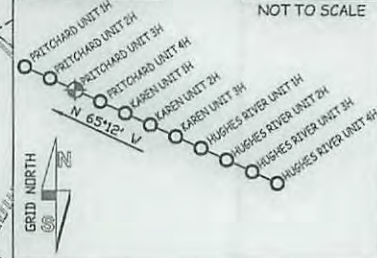 NOT TO SCALE
PRITCHARD UNIT 1H
PRITCHARD UNIT 2H
PRITCHARD UNIT 3H
PRITCHARD UNIT 4H
KAREN UNIT 1H
KAREN UNIT 2H
KAREN UNIT 3H
HUGHES RIVER UNIT 1H
HUGHES RIVER UNIT 2H
HUGHES RIVER UNIT 3H
HUGHES RIVER UNIT 4H
N 65°12' W
GRID NORTH
N
S